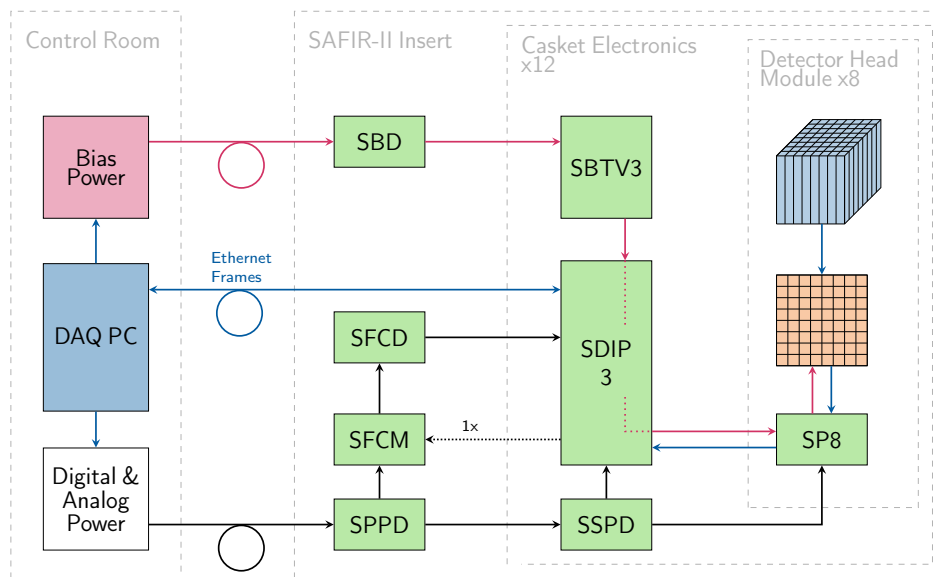 Control Room
SAFIR-II Insert
Casket Electronics
x12
Detector Head
Module x8
Bias
Power
SBD
SBTV3
Ethernet
Frames
DAQ PC
SFCD
SDIP
3
SFCM
1x
SP8
Digital &
Analog
Power
SPPD
SSPD